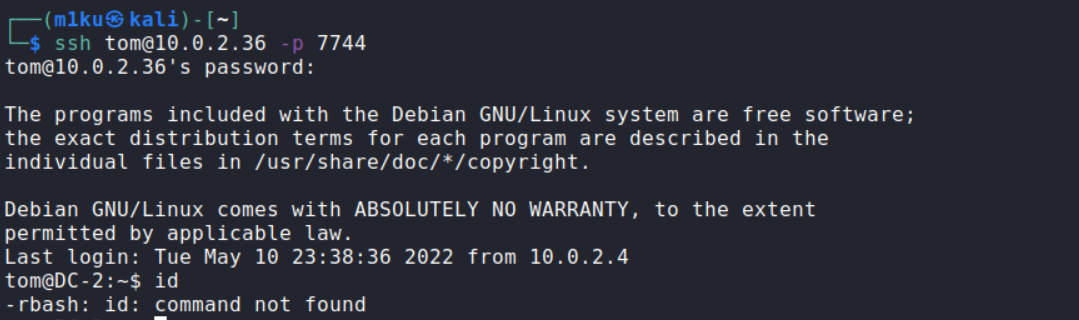 ┌──(m1ku㉿kali)-[~]
└─$ ssh tom@10.0.2.36 -p 7744
tom@10.0.2.36's password:
The programs included with the Debian GNU/Linux system are free software;
the exact distribution terms for each program are described in the
individual files in /usr/share/doc/*/copyright.
Debian GNU/Linux comes with ABSOLUTELY NO WARRANTY, to the extent
permitted by applicable law.
Last login: Tue May 10 23:38:36 2022 from 10.0.2.4
tom@DC-2:~$ id
-rbash: id: command not found